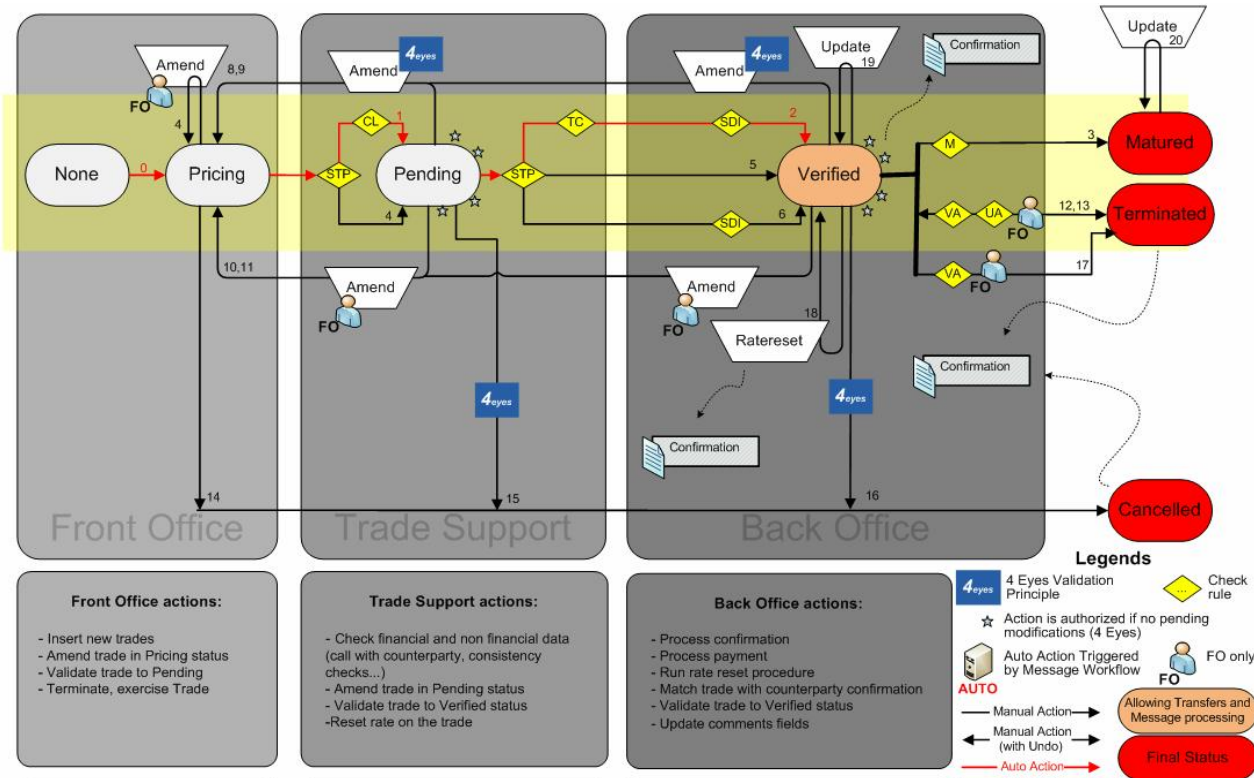 Amend
FO
4
8,9
Amend
4eyes
Amend
4eyes
Update
19
Confirmation
Update
20
None
0
Pricing
STP
CL
1
4
Pending
STP
TC
SDI
2
5
SDI
6
Verified
M
3
Matured
VA
UA
FO
12,13
Terminated
VA
FO
17
10,11
Amend
FO
Amend
FO
18
Ratereset
4eyes
4eyes
Confirmation
Confirmation
14
15
16
Cancelled
Front Office
Trade Support
Back Office
Front Office actions:
- Insert new trades
- Amend trade in Pricing status
- Validate trade to Pending
- Terminate, exercise Trade
Trade Support actions:
- Check financial and non financial data
(call with counterparty, consistency
checks...)
- Amend trade in Pending status
- Validate trade to Verified status
-Reset rate on the trade
Back Office actions:
- Process confirmation
- Process payment
- Run rate reset procedure
- Match trade with counterparty confirmation
- Validate trade to Verified status
- Update comments fields
Legends
4eyes
4 Eyes Validation
Principle
...
Check
rule
Action is authorized if no pending
modifications (4 Eyes)
AUTO
Auto Action Triggered
by Message Workflow
FO
FO only
Manual Action
Manual Action
(with Undo)
Auto Action
Allowing Transfers and
Message processing
Final Status